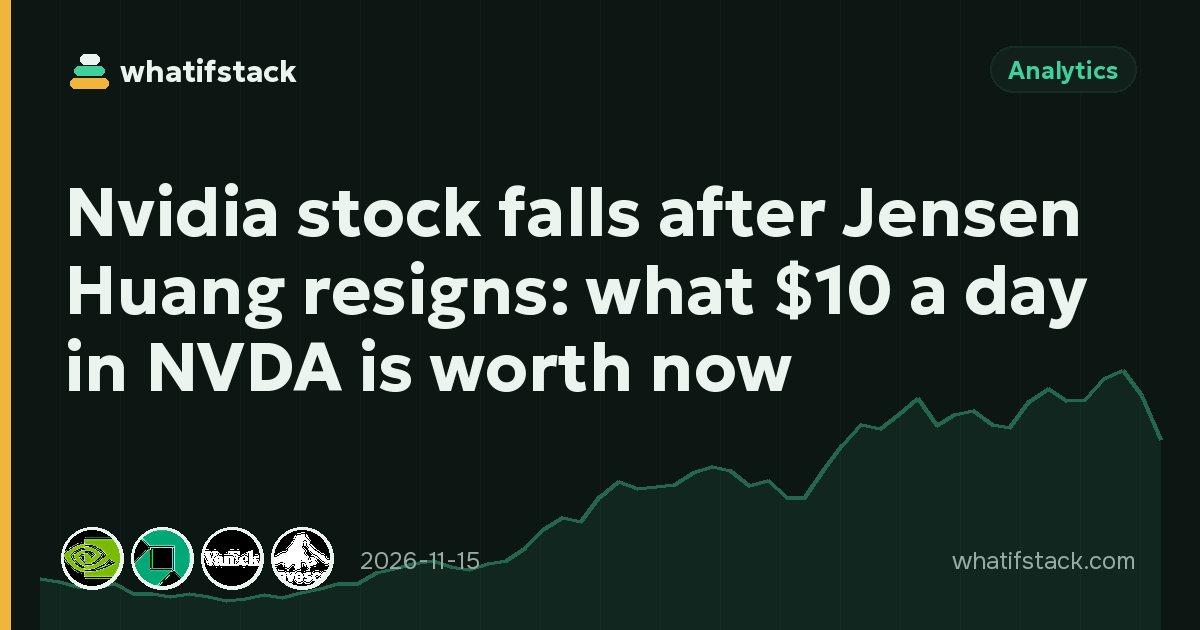 whatifstack
Analytics
Nvidia stock falls after Jensen
Huang resigns: what $10 a day
in NVDA is worth now
VanEck
2026-11-15
whatifstack.com